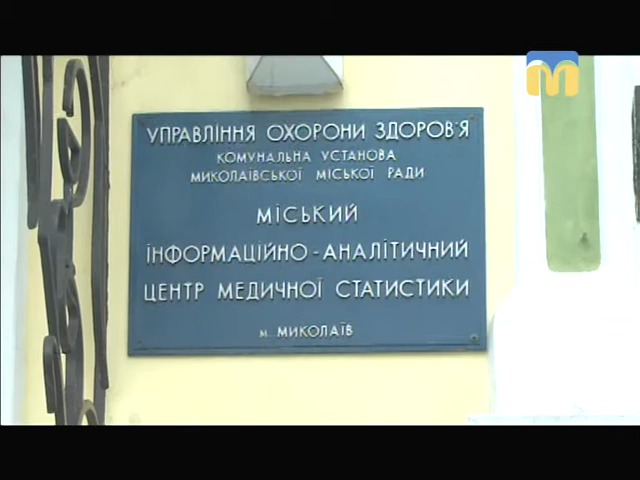 УПРАВЛІННЯ ОХОРОНИ ЗДОРОВ'Я
КОМУНАЛЬНА УСТАНОВА
МИКОЛАЇВСЬКОЇ МІСЬКОЇ РАДИ
МІСЬКИЙ
ІНФОРМАЦІЙНО-АНАЛІТИЧНИЙ
ЦЕНТР МЕДИЧНОЇ СТАТИСТИКИ
м. МИКОЛАЇВ